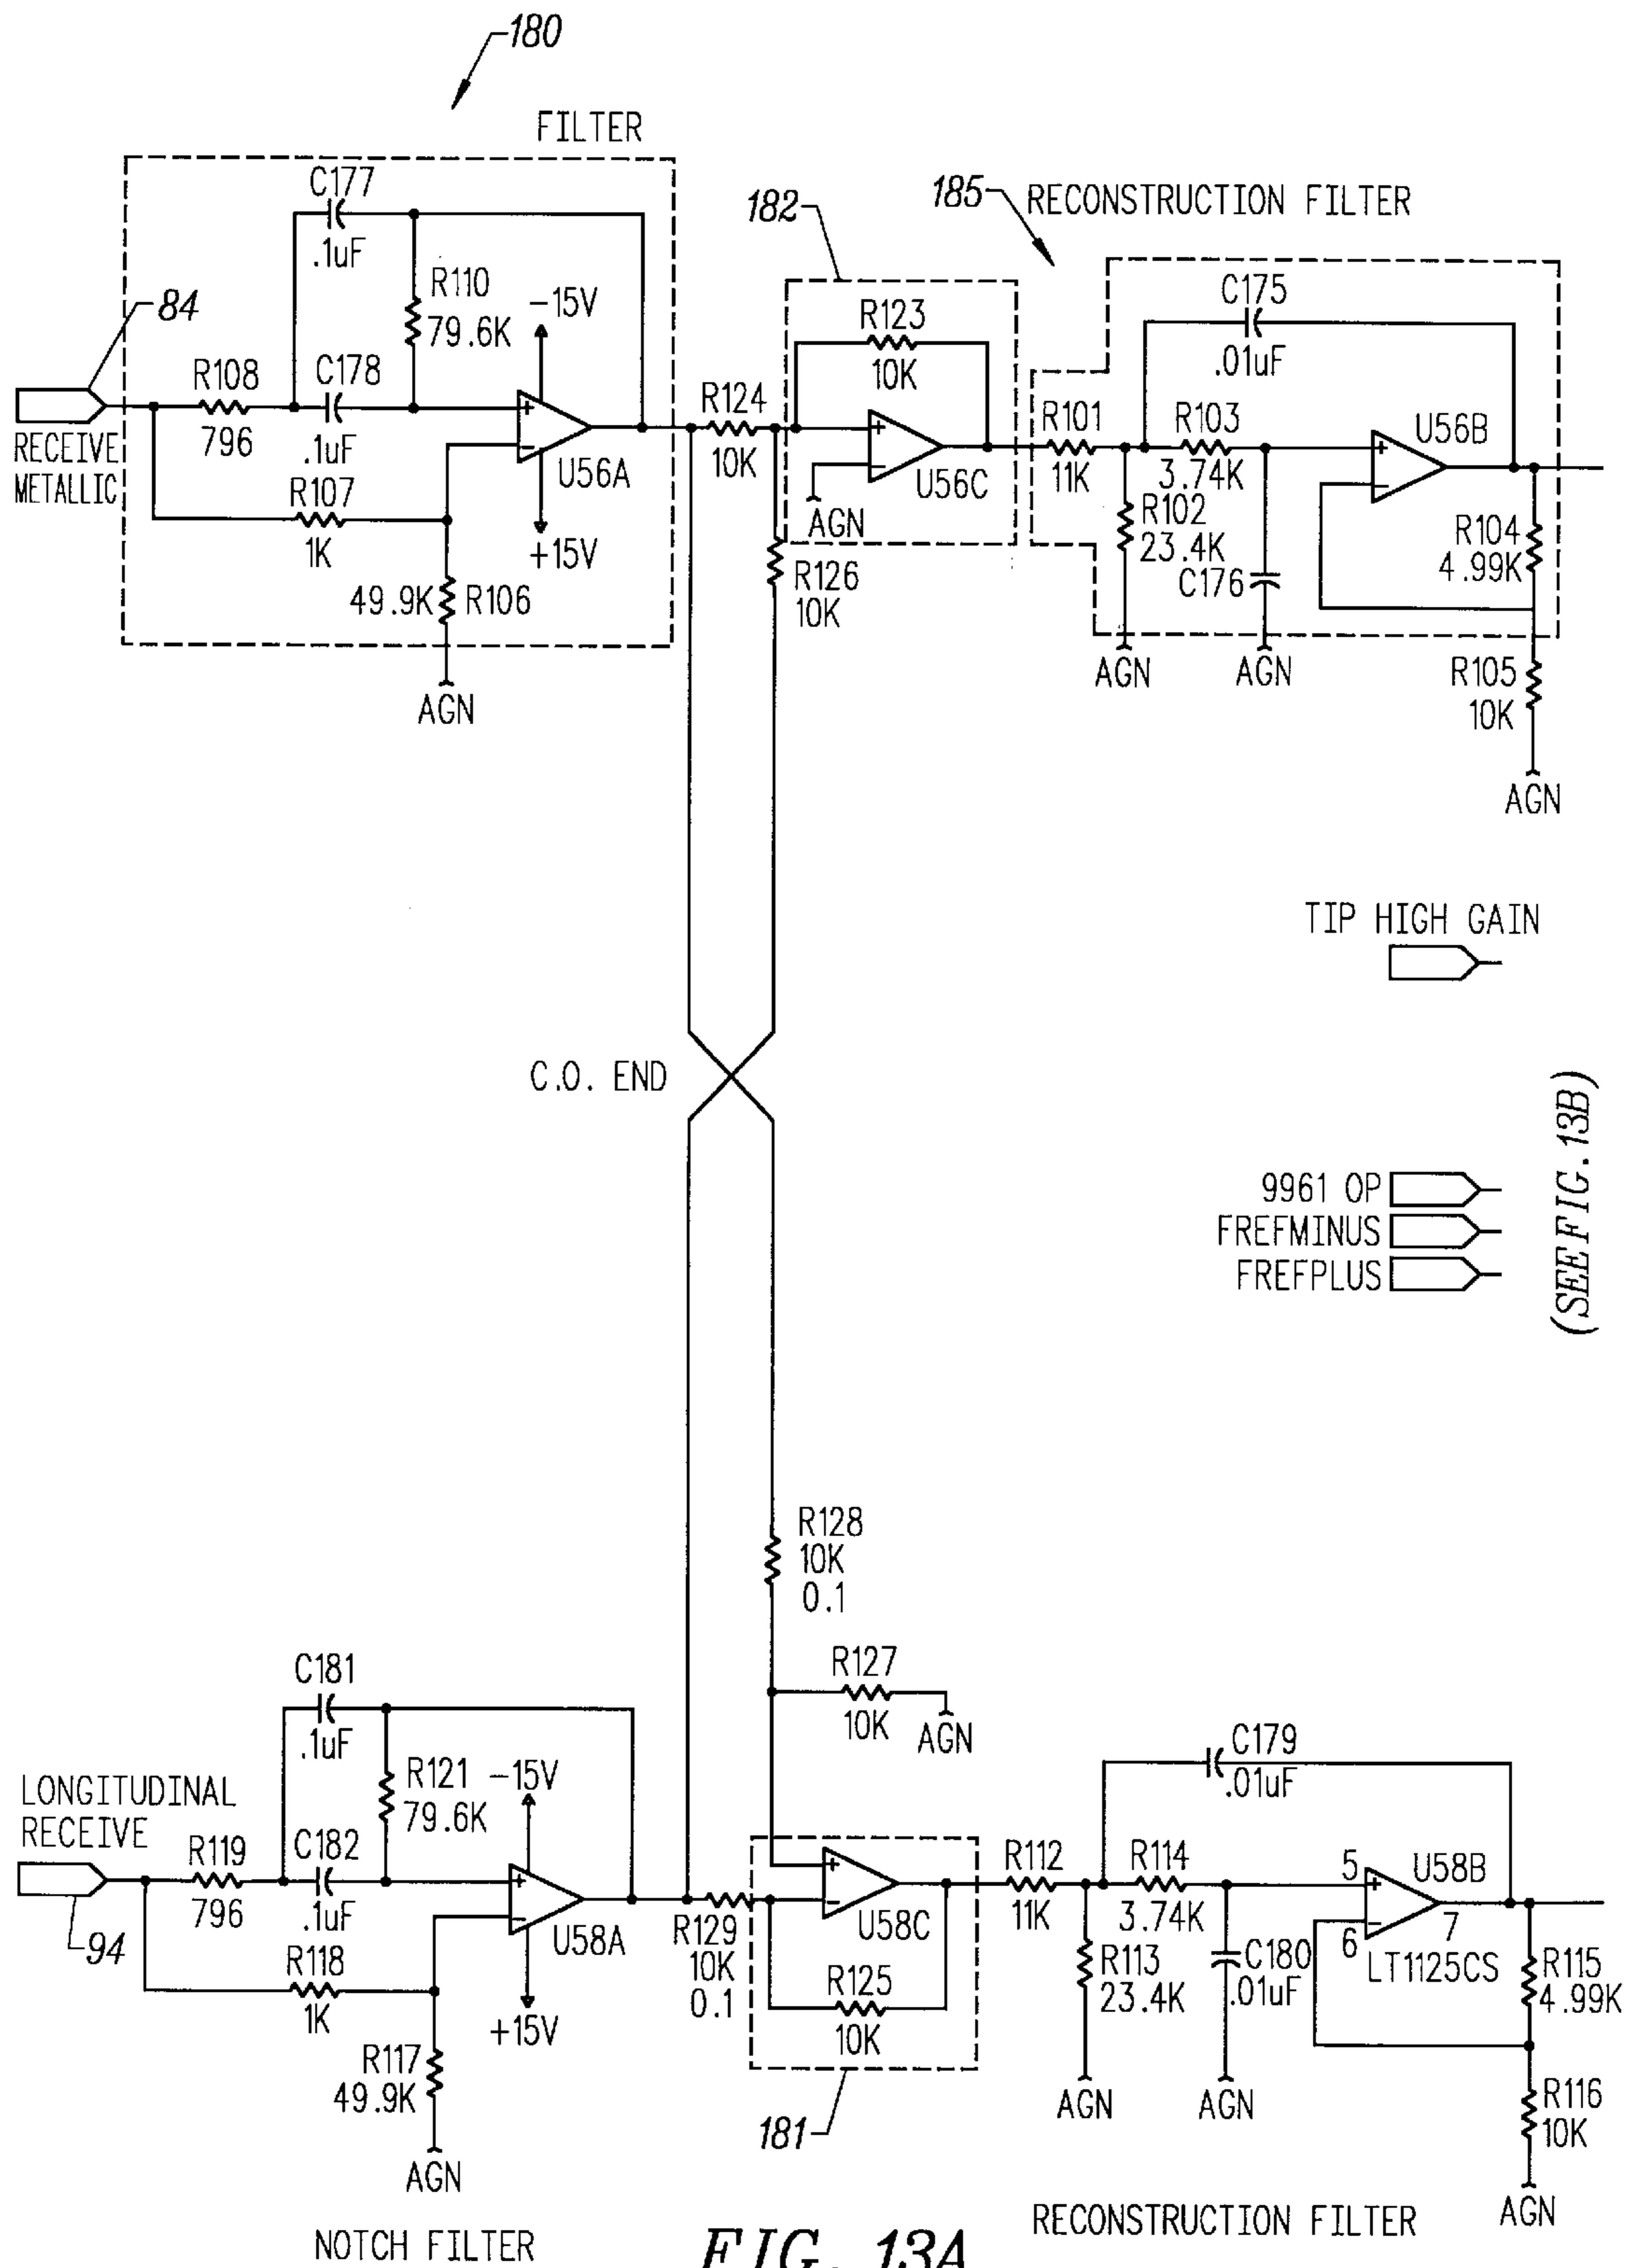 180
FILTER
C177
.1uF
182
185
RECONSTRUCTION FILTER
84
R110
79.6K
-15V
R123
10K
C175
.01uF
R108
796
C178
.1uF
RECEIVE
METALLIC
R107
1K
U56A
+15V
R124
10K
U56C
AGN
R101
11K
R103
3.74K
U56B
R102
23.4K
C176
R104
4.99K
49.9K
R106
R126
10K
AGN
AGN
AGN
R105
10K
AGN
TIP HIGH GAIN
C.O. END
9961 OP
FREFMINUS
FREFPLUS
(SEE FIG. 13B)
R128
10K
0.1
R127
10K
AGN
C181
.1uF
R121
79.6K
-15V
LONGITUDINAL
RECEIVE
R119
796
C182
.1uF
94
R118
1K
U58A
+15V
R117
49.9K
AGN
R129
10K
0.1
U58C
R125
10K
181
R112
11K
C179
.01uF
R114
3.74K
5
6
7
U58B
LT1125CS
R113
23.4K
C180
.01uF
R115
4.99K
AGN
AGN
R116
10K
AGN
NOTCH FILTER
FIG. 13A
RECONSTRUCTION FILTER
+
-
+
-
+
-
+
-
+
-
+
-